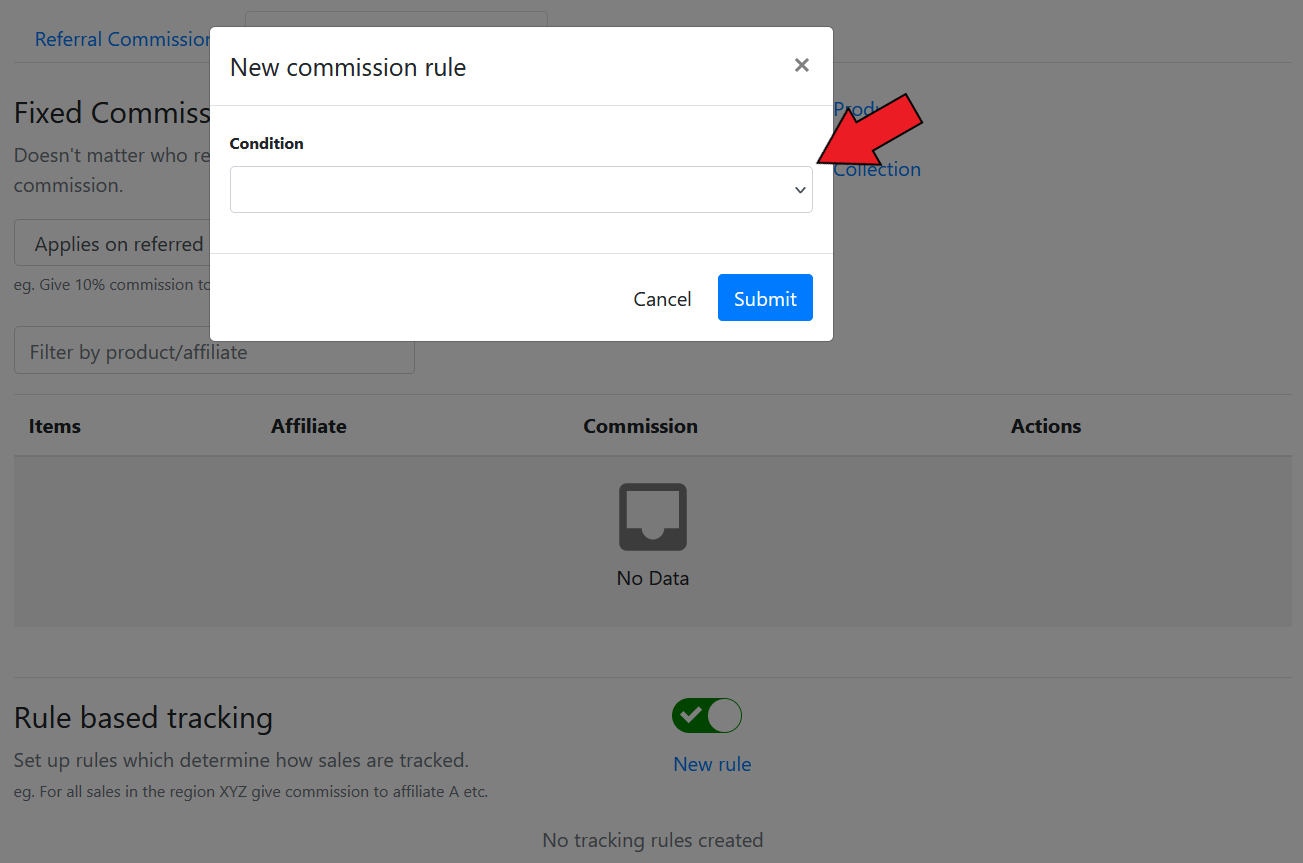 Referral Commission
New commission rule
×
Fixed Commiss
Doesn't matter who re
commission.
Condition
Collection
Applies on referred
eg. Give 10% commission to
Cancel
Submit
Filter by product/affiliate
Items Affiliate Commission Actions
No Data
Rule based tracking
Set up rules which determine how sales are tracked.
eg. For all sales in the region XYZ give commission to affiliate A etc.
New rule
No tracking rules created